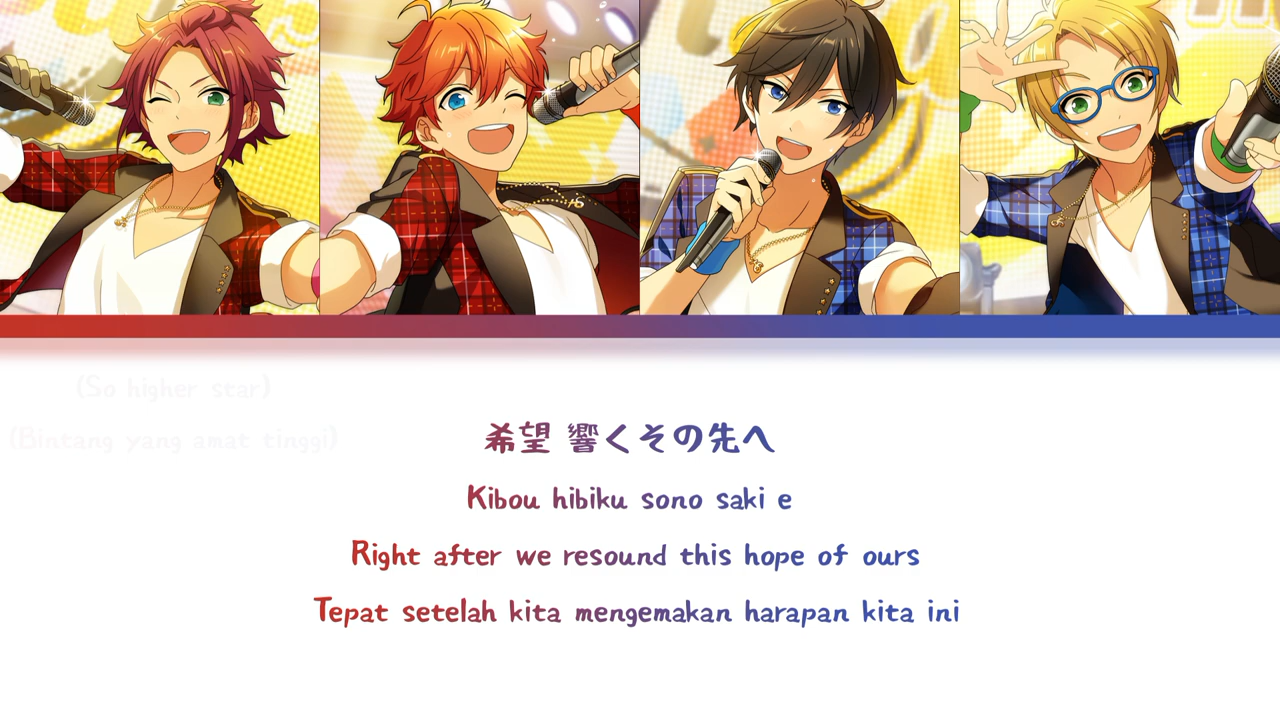 (So higher star)
(Bintang yang amat tinggi)
希望 響くその先へ
Kibou hibiku sono saki e
Right after we resound this hope of ours
Tepat setelah kita mengemakan harapan kita ini